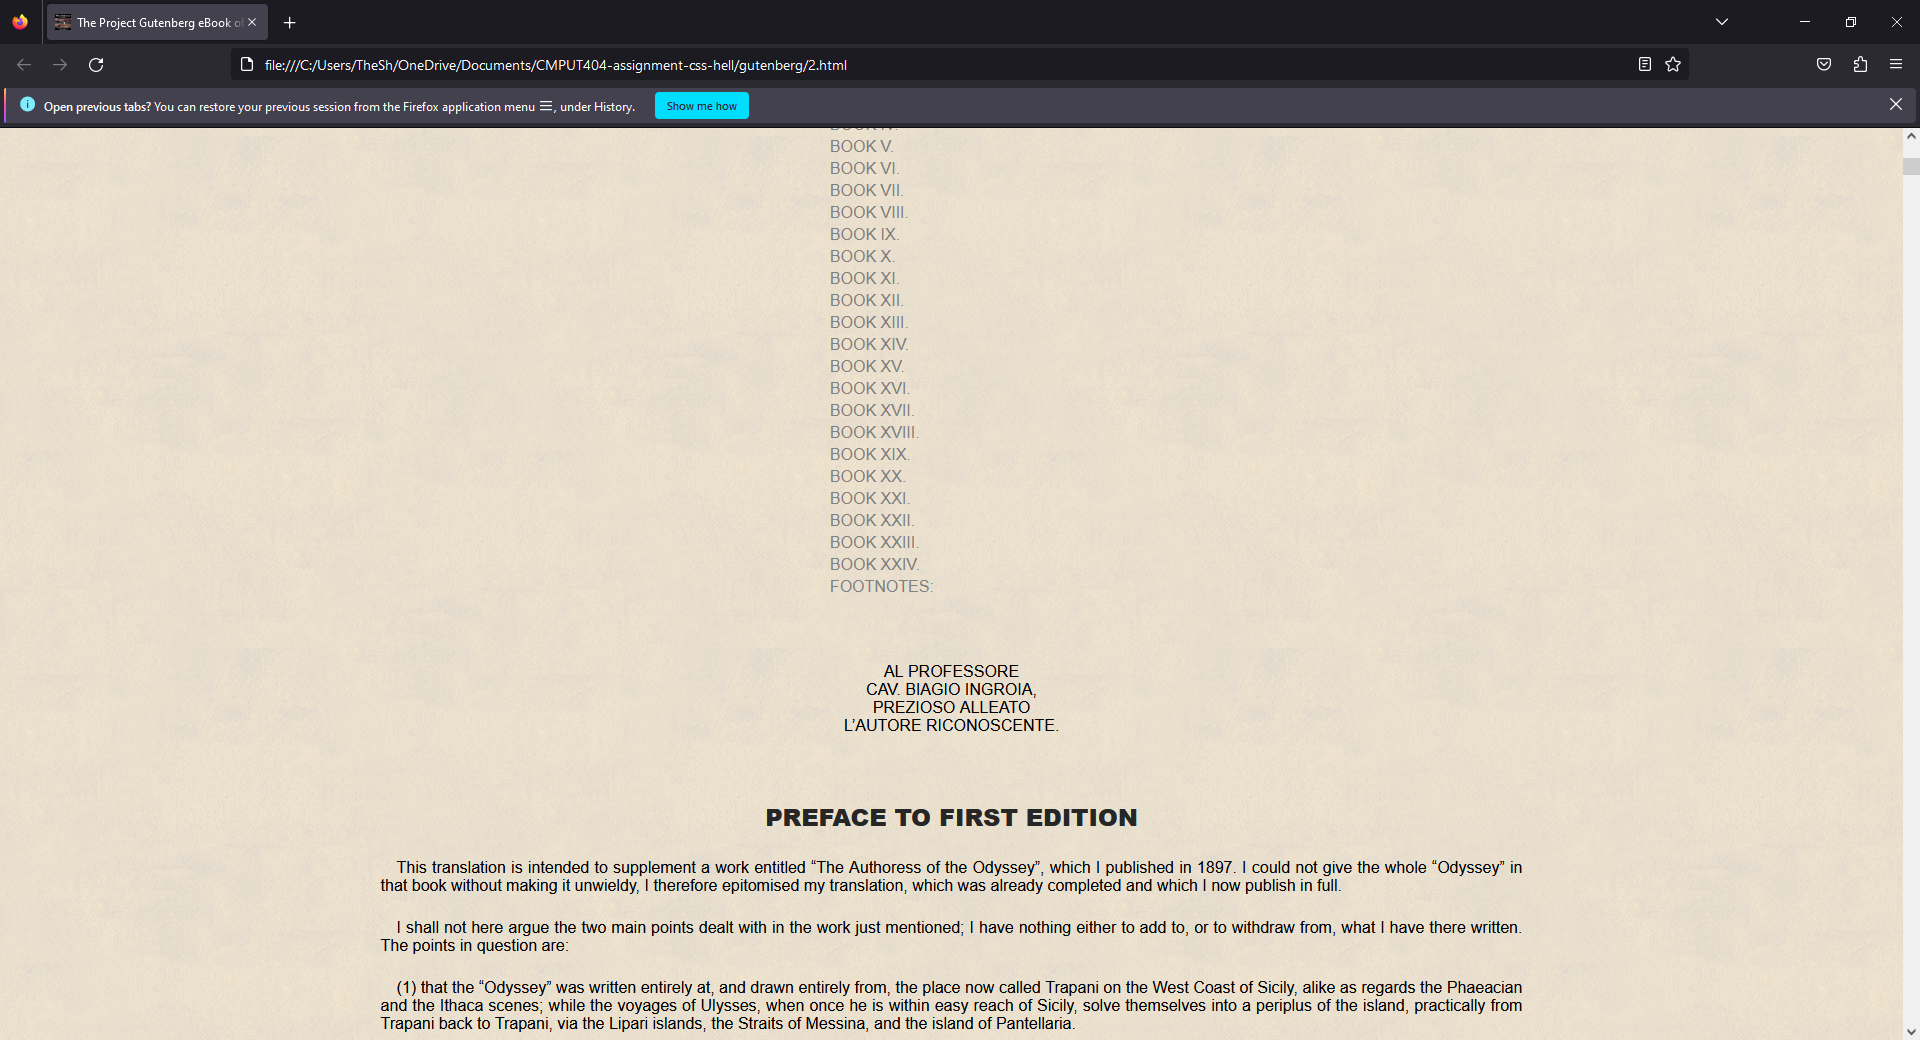 The Project Gutenberg eBook of
file:///C:/Users/TheSh/OneDrive/Documents/CMPUT404-assignment-css-hell/gutenberg/2.html
Open previous tabs? You can restore your previous session from the Firefox application menu ☰, under History.
Show me how
BOOK IV.
BOOK V.
BOOK VI.
BOOK VII.
BOOK VIII.
BOOK IX.
BOOK X.
BOOK XI.
BOOK XII.
BOOK XIII.
BOOK XIV.
BOOK XV.
BOOK XVI.
BOOK XVII.
BOOK XVIII.
BOOK XIX.
BOOK XX.
BOOK XXI.
BOOK XXII.
BOOK XXIII.
BOOK XXIV.
FOOTNOTES:
AL PROFESSORE
CAV. BIAGIO INGROIA,
PREZIOSO ALLEATO
L’AUTORE RICONOSCENTE.
PREFACE TO FIRST EDITION
This translation is intended to supplement a work entitled “The Authoress of the Odyssey”, which I published in 1897. I could not give the whole “Odyssey” in
that book without making it unwieldy, I therefore epitomised my translation, which was already completed and which I now publish in full.
I shall not here argue the two main points dealt with in the work just mentioned; I have nothing either to add to, or to withdraw from, what I have there written.
The points in question are:
(1) that the “Odyssey” was written entirely at, and drawn entirely from, the place now called Trapani on the West Coast of Sicily, alike as regards the Phaeacian
and the Ithaca scenes; while the voyages of Ulysses, when once he is within easy reach of Sicily, solve themselves into a periplus of the island, practically from
Trapani back to Trapani, via the Lipari islands, the Straits of Messina, and the island of Pantellaria.